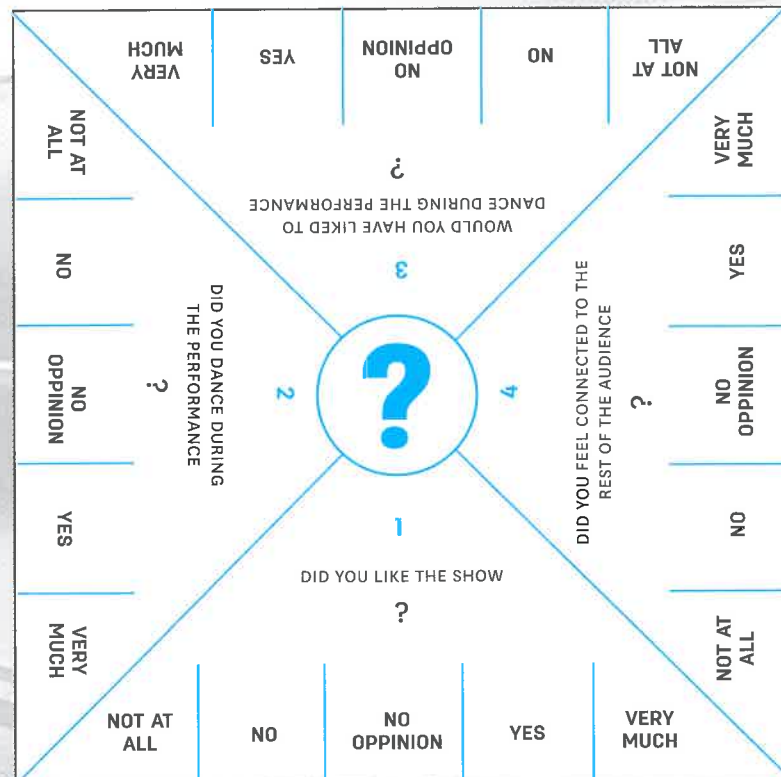 ?
1
DID YOU LIKE THE SHOW
?
NOT AT
ALL
NO
NO
OPPINION
YES
VERY
MUCH
2
DID YOU DANCE DURING
THE PERFORMANCE
?
NOT AT
ALL
NO
NO
OPPINION
YES
VERY
MUCH
3
WOULD YOU HAVE LIKED TO
DANCE DURING THE PERFORMANCE
?
NOT AT
ALL
NO
NO
OPPINION
YES
VERY
MUCH
4
DID YOU FEEL CONNECTED TO THE
REST OF THE AUDIENCE
?
NOT AT
ALL
NO
NO
OPPINION
YES
VERY
MUCH